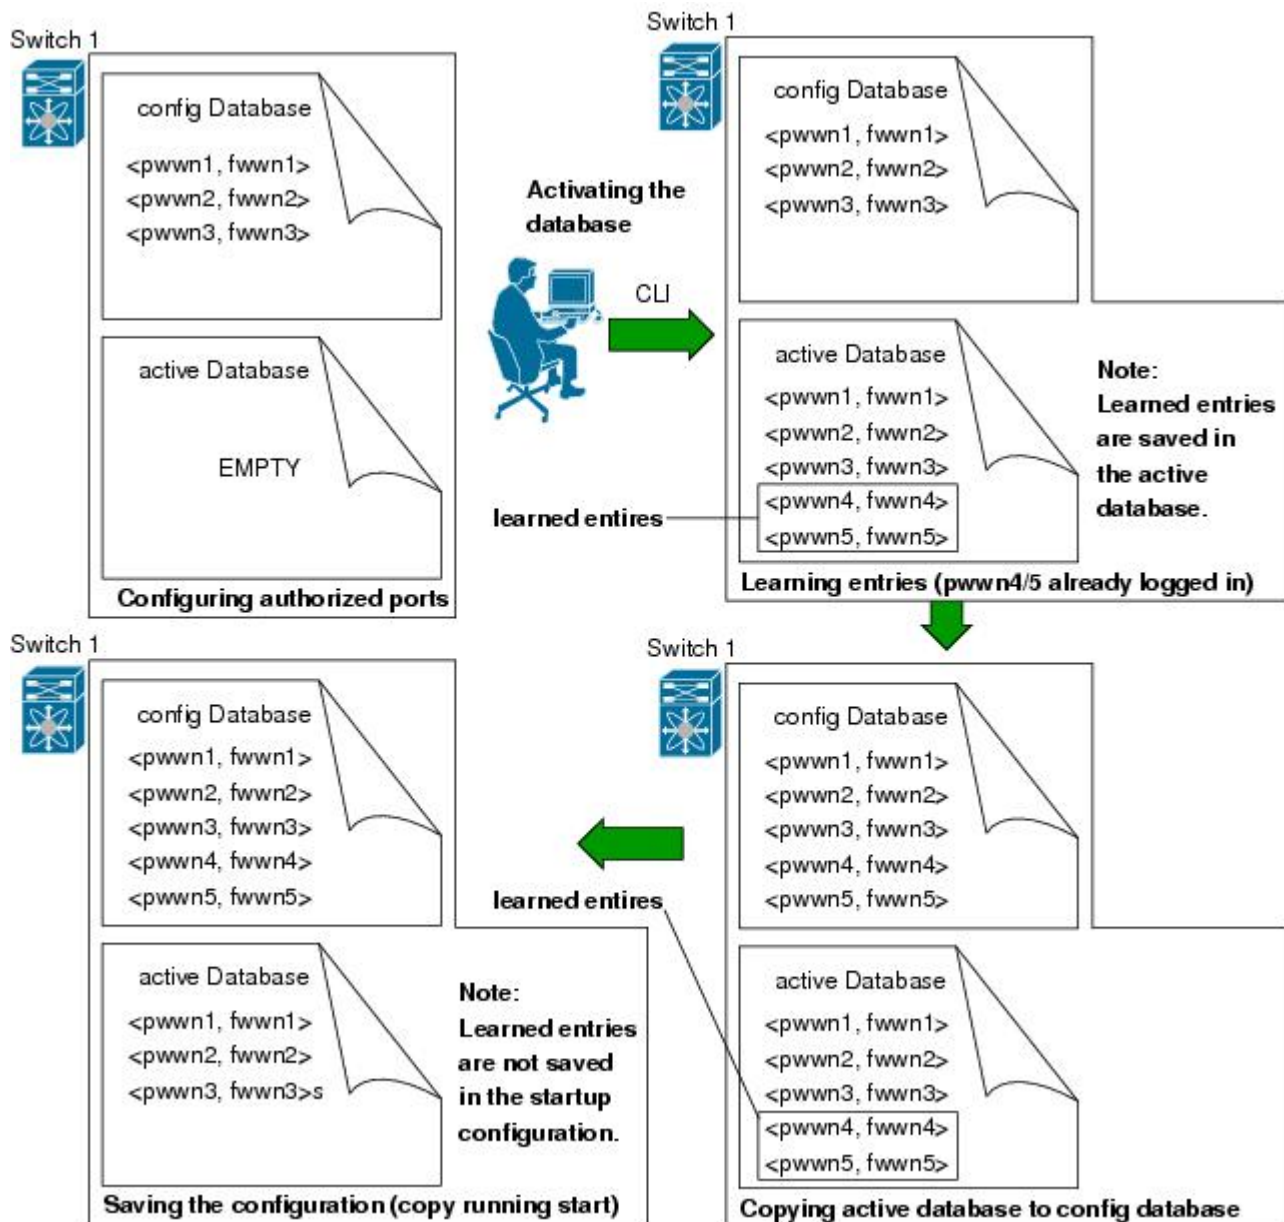 Switch 1
config Database
<pwwn1, fwwn1>
<pwwn2, fwwn2>
<pwwn3, fwwn3>
active Database
EMPTY
Configuring authorized ports
Activating the
database
CLI
Switch 1
config Database
<pwwn1, fwwn1>
<pwwn2, fwwn2>
<pwwn3, fwwn3>
active Database
<pwwn1, fwwn1>
<pwwn2, fwwn2>
<pwwn3, fwwn3>
<pwwn4, fwwn4>
<pwwn5, fwwn5>
learned entires
Note:
Learned entries
are saved in
the active
database.
Learning entries (pwwn4/5 already logged in)
Switch 1
config Database
<pwwn1, fwwn1>
<pwwn2, fwwn2>
<pwwn3, fwwn3>
<pwwn4, fwwn4>
<pwwn5, fwwn5>
learned entires
active Database
<pwwn1, fwwn1>
<pwwn2, fwwn2>
<pwwn3, fwwn3>
<pwwn4, fwwn4>
<pwwn5, fwwn5>
Copying active database to config database
Switch 1
config Database
<pwwn1, fwwn1>
<pwwn2, fwwn2>
<pwwn3, fwwn3>
<pwwn4, fwwn4>
<pwwn5, fwwn5>
active Database
<pwwn1, fwwn1>
<pwwn2, fwwn2>
<pwwn3, fwwn3>s
Note:
Learned entries
are not saved
in the startup
configuration.
Saving the configuration (copy running start)